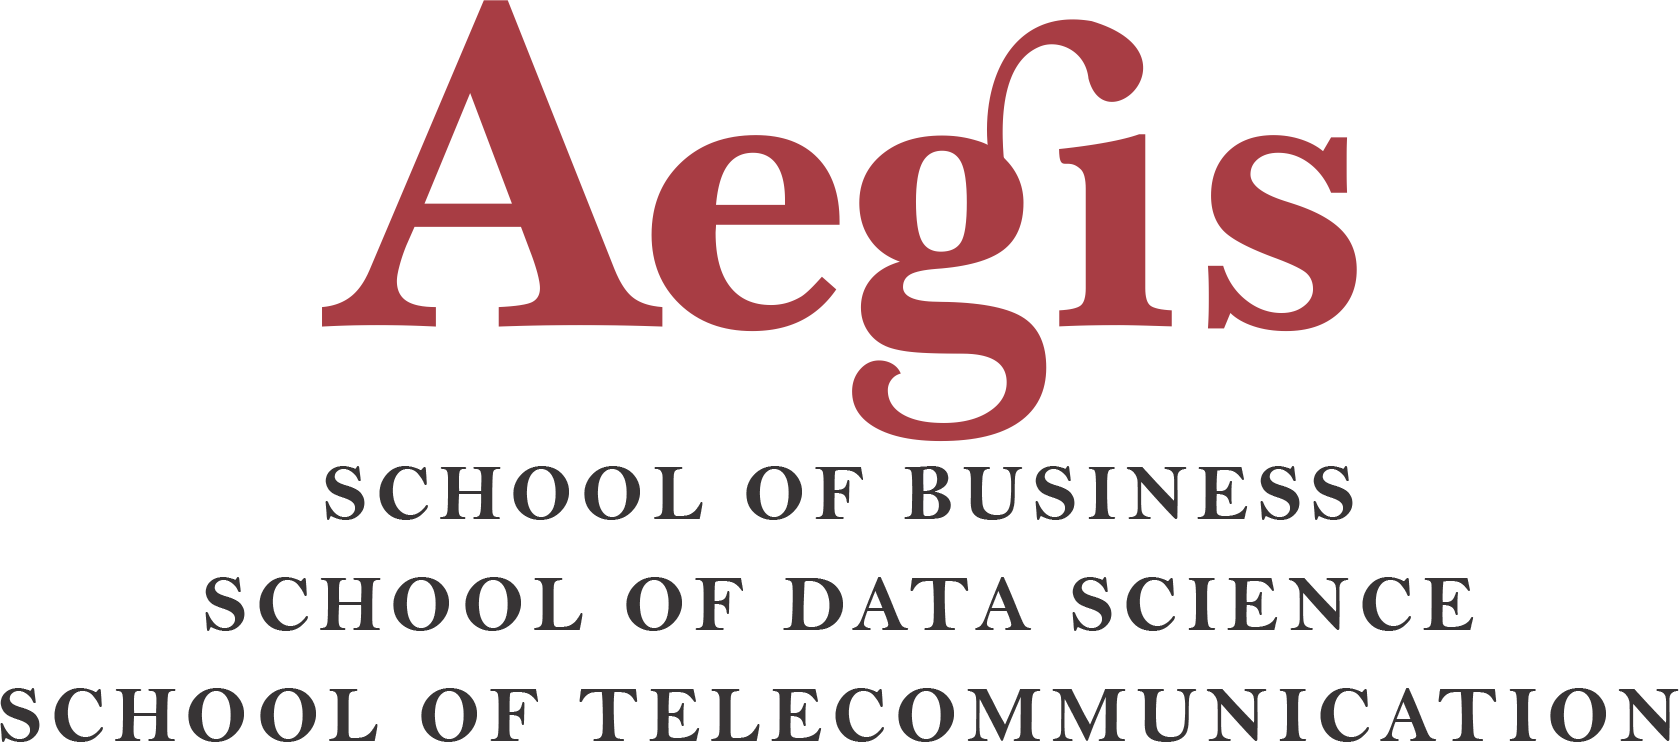 Aegis
SCHOOL OF BUSINESS
SCHOOL OF DATA SCIENCE
SCHOOL OF TELECOMMUNICATION